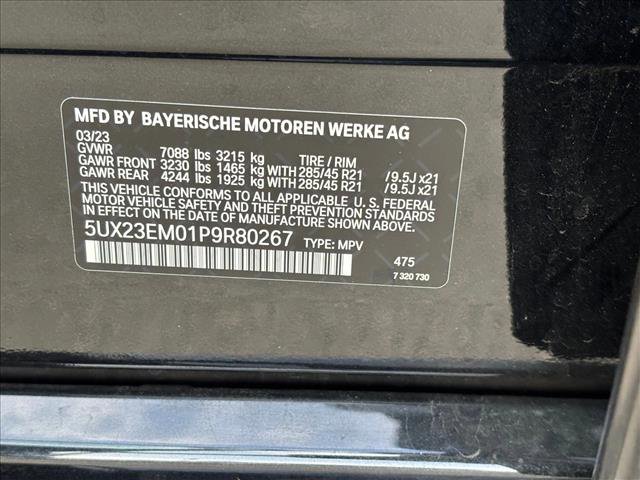 MFD BY BAYERISCHE MOTOREN WERKE AG
03/23
GVWR 7088 lbs 3215 kg TIRE / RIM
GAWR FRONT 3230 lbs 1465 kg WITH 285/45 R21 /9.5J x21
GAWR REAR 4244 lbs 1925 kg WITH 285/45 R21 /9.5J x21
THIS VEHICLE CONFORMS TO ALL APPLICABLE U. S. FEDERAL
MOTOR VEHICLE SAFETY AND THEFT PREVENTION
STANDARDS IN EFFECT ON THE DATE OF MANUFACTURE SHOWN ABOVE.
5UX23EM01P9R80267 TYPE: MPV
475
7 320 730